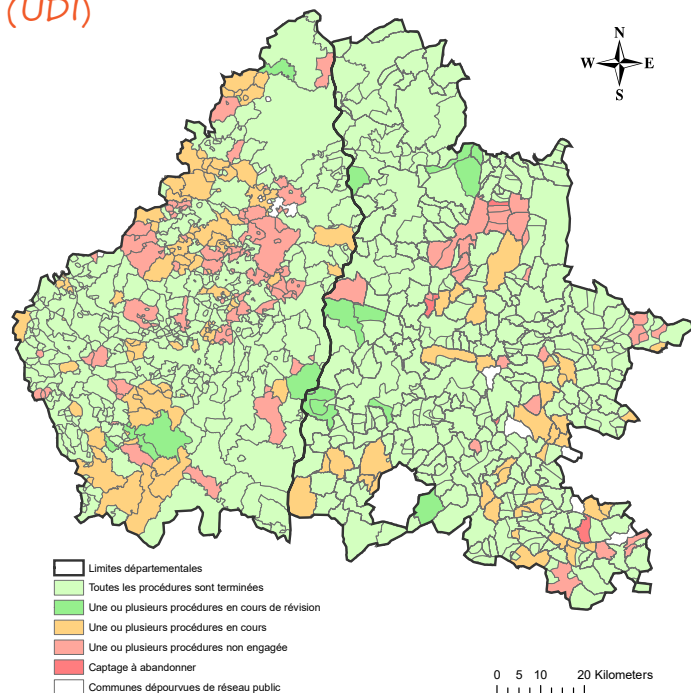 (UDI)
N
W E
S
Limites départementales
Toutes les procédures sont terminées
Une ou plusieurs procédures en cours de révision
Une ou plusieurs procédures en cours
Une ou plusieurs procédures non engagée
Captage à abandonner
Communes dépourvues de réseau public
0 5 10 20 Kilometers